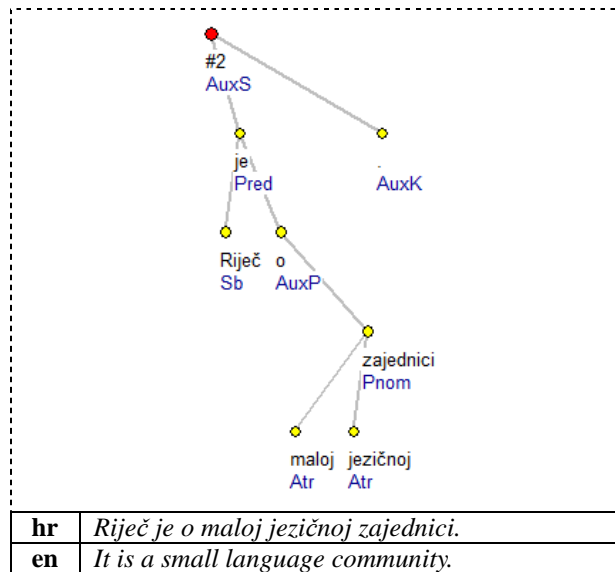 #2
AuxS
je .
Pred AuxK
Riječ o
Sb AuxP
zajednici
Pnom
maloj jezičnoj
Atr Atr
hr Riječ je o maloj jezičnoj zajednici.
en It is a small language community.